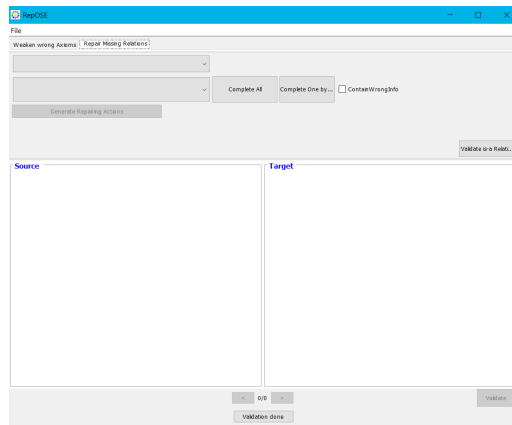 RepOSE
File
Weaken wrong Axioms Repair Missing Relations
Complete All Complete One by ... ContainWrongInfo
Generate Repairing Actions
Validate is-a Relati...
Source Target
< 0/0 >
Validate
Validation done